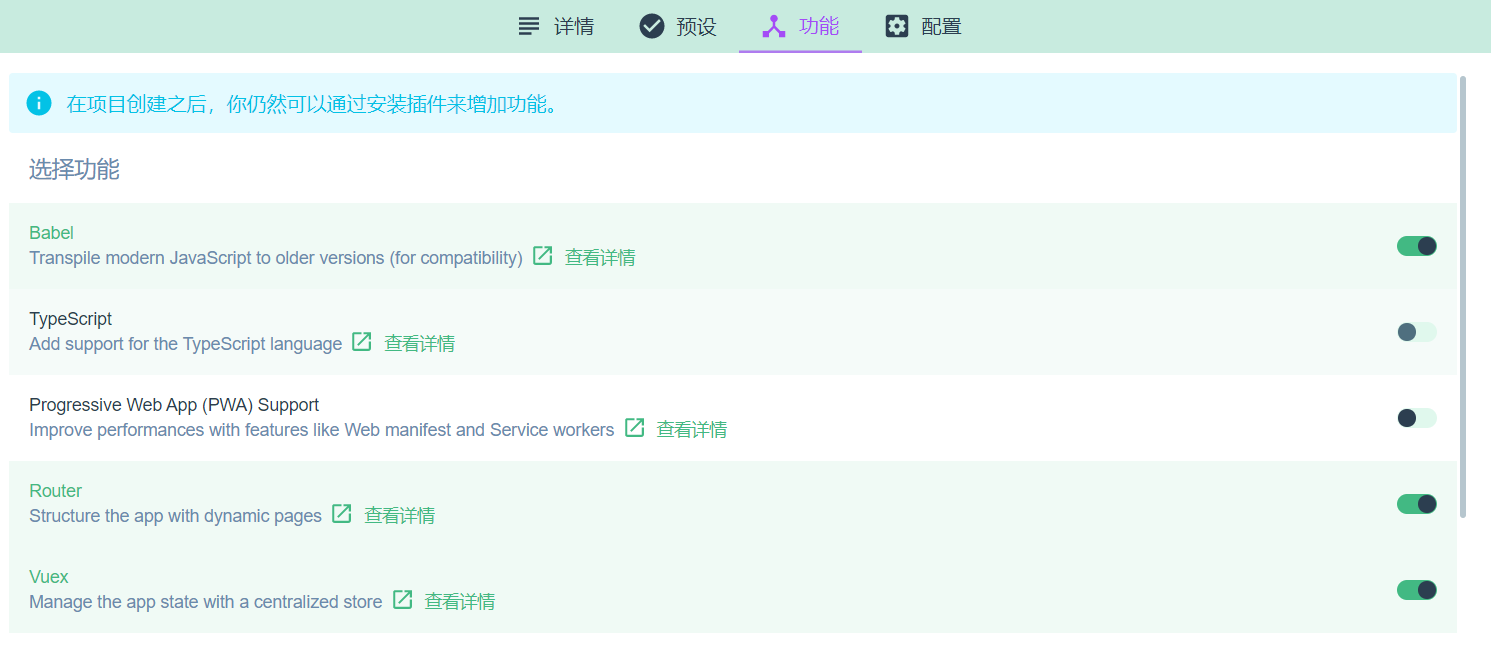 详情 预设 功能 配置
在项目创建之后，你仍然可以通过安装插件来增加功能。
选择功能
Babel
Transpile modern JavaScript to older versions (for compatibility) 查看详情
TypeScript
Add support for the TypeScript language 查看详情
Progressive Web App (PWA) Support
Improve performances with features like Web manifest and Service workers 查看详情
Router
Structure the app with dynamic pages 查看详情
Vuex
Manage the app state with a centralized store 查看详情